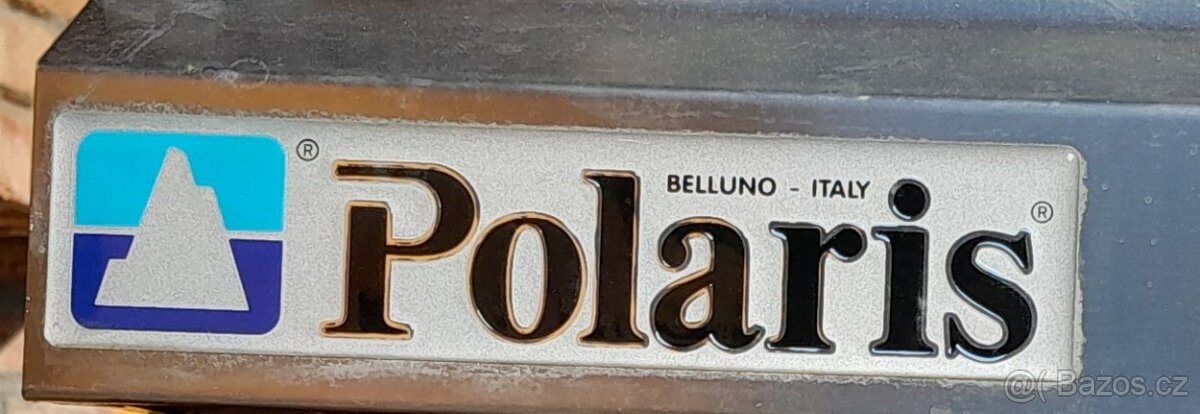 BELLUNO - ITALY
® Polaris ®
@( Bazos.cz